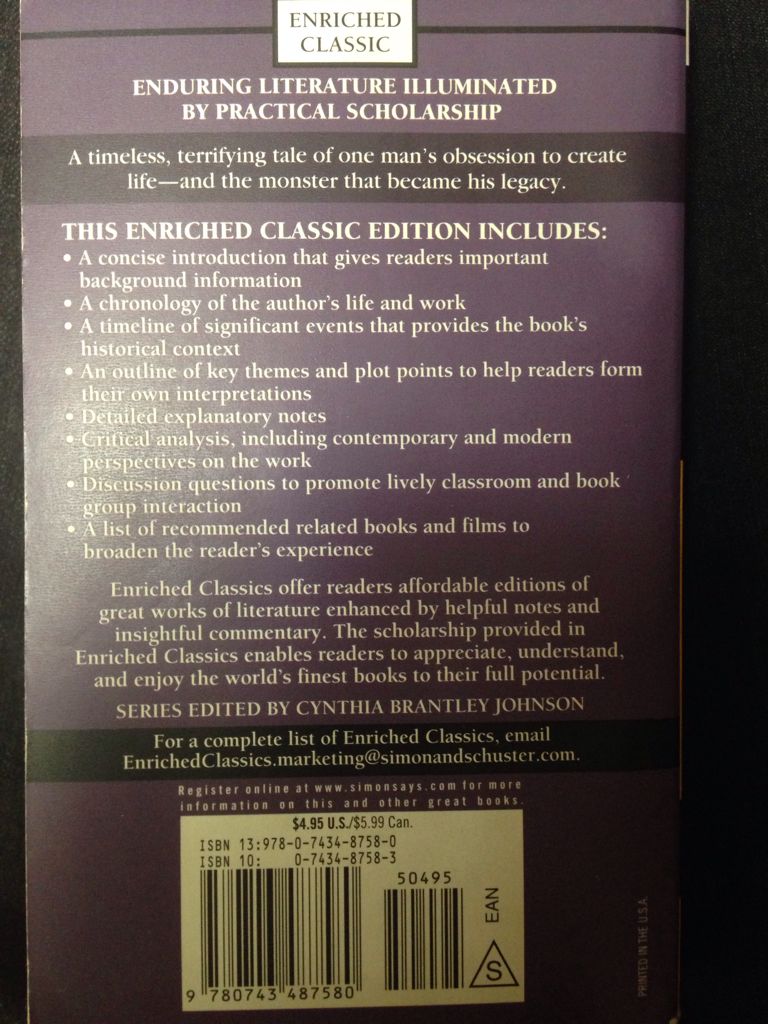 ENRICHED
CLASSIC
ENDURING LITERATURE ILLUMINATED
BY PRACTICAL SCHOLARSHIP
A timeless, terrifying tale of one man's obsession to create
life—and the monster that became his legacy.
THIS ENRICHED CLASSIC EDITION INCLUDES:
• A concise introduction that gives readers important
background information
• A chronology of the author's life and work
• A timeline of significant events that provides the book's
historical context
• An outline of key themes and plot points to help readers form
their own interpretations
• Detailed explanatory notes
• Critical analysis, including contemporary and modern
perspectives on the work
• Discussion questions to promote lively classroom and book
group interaction
• A list of recommended related books and films to
broaden the reader's experience
Enriched Classics offer readers affordable editions of
great works of literature enhanced by helpful notes and
insightful commentary. The scholarship provided in
Enriched Classics enables readers to appreciate, understand,
and enjoy the world's finest books to their full potential.
SERIES EDITED BY CYNTHIA BRANTLEY JOHNSON
For a complete list of Enriched Classics, email
EnrichedClassics.marketing@simonandschuster.com.
Register online at www.simonsays.com for more
information on this and other great books.
$4.95 U.S./$5.99 Can.
ISBN 13:978-0-7434-8758-0
ISBN 10: 0-7434-8758-3
50495
EAN
S
9 780743 487580
PRINTED IN THE U.S.A.